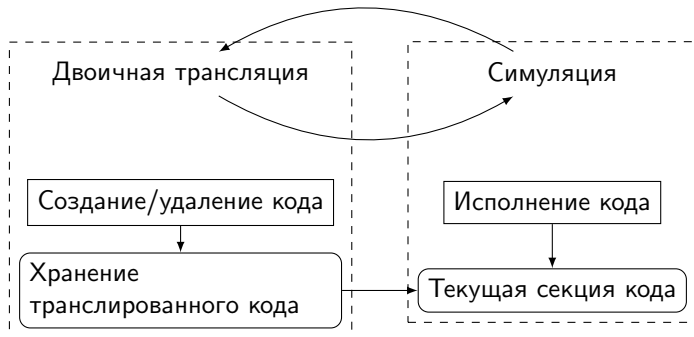 Двоичная трансляция
Симуляция
Создание/удаление кода
Исполнение кода
Хранение
транслированного кода
Текущая секция кода